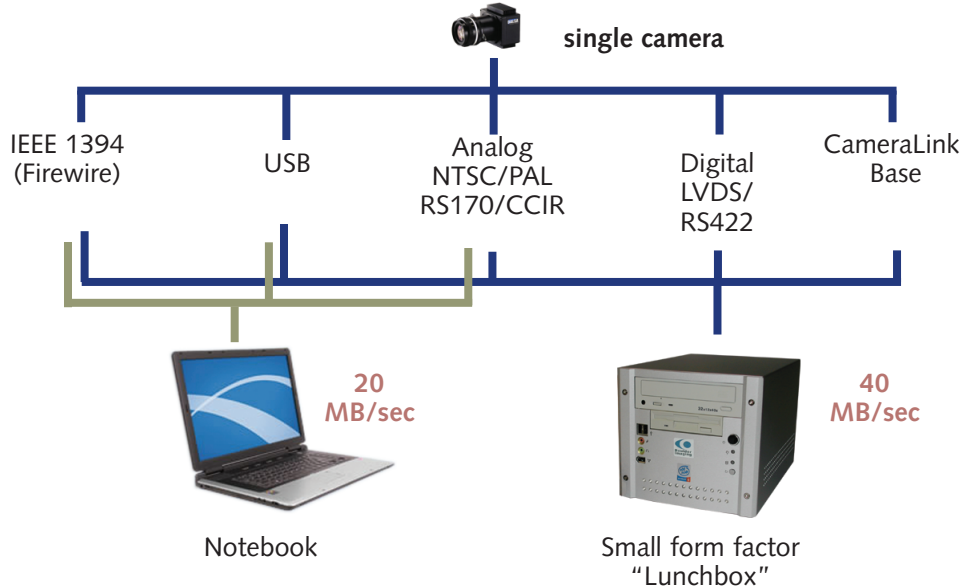 single camera
IEEE 1394
(Firewire)
USB
Analog
NTSC/PAL
RS170/CCIR
Digital
LVDS/
RS422
CameraLink
Base
20
MB/sec
40
MB/sec
Notebook
Small form factor
“Lunchbox”